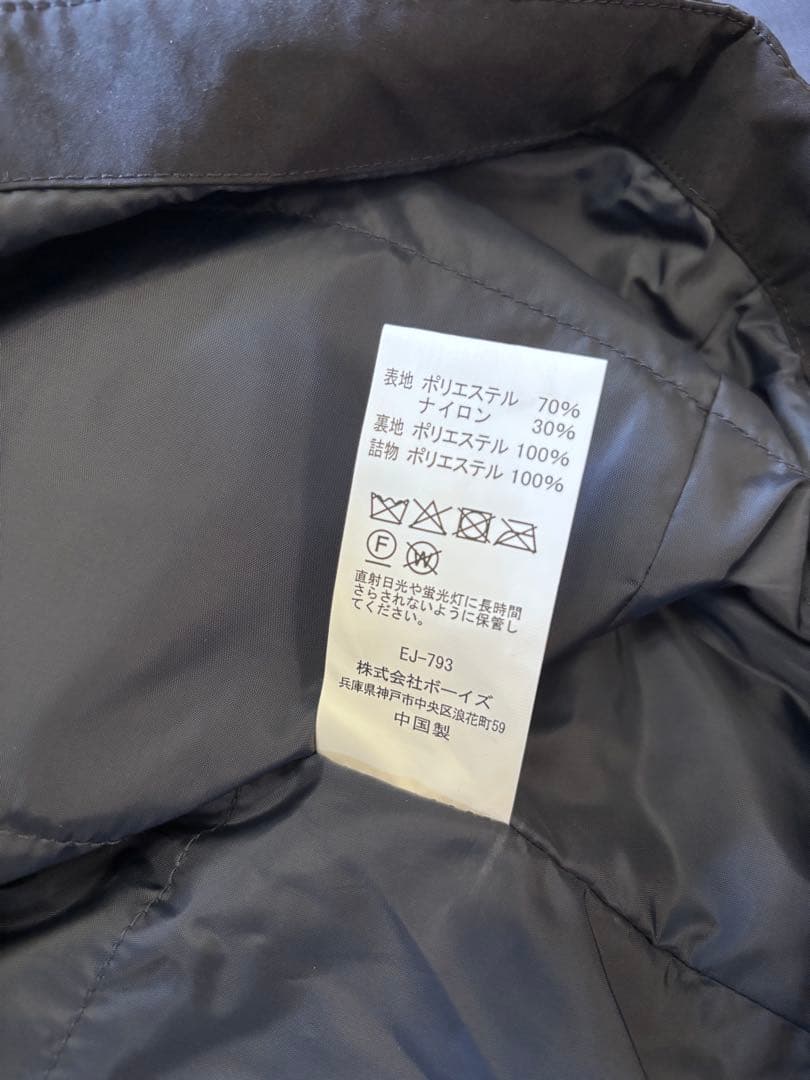 表地 ポリエステル 70%
ナイロン 30%
裏地 ポリエステル 100%
詰物 ポリエステル 100%
F W
直射日光や蛍光灯に長時間
さらされないように保管し
てください。
EJ-793
株式会社ボーイズ
兵庫県神戸市中央区浪花町59
中国製